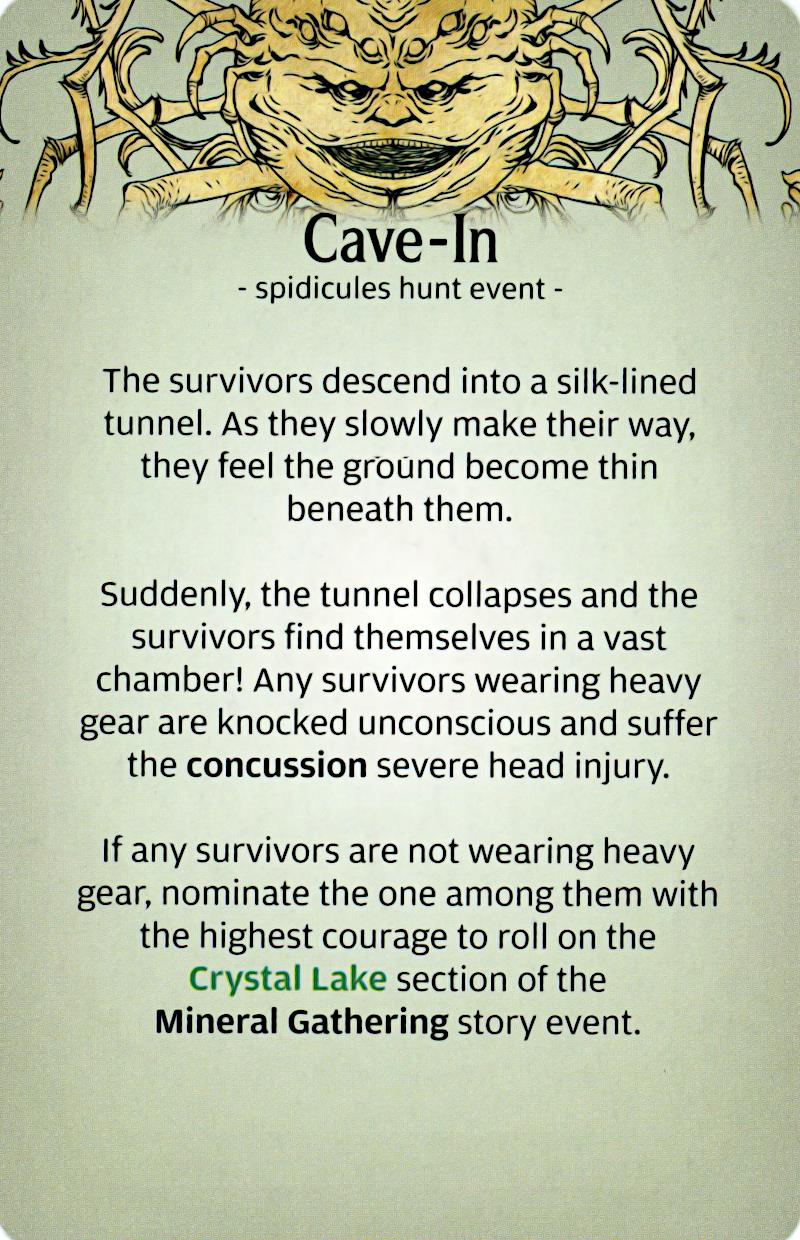 Cave-In
- spidicules hunt event -
The survivors descend into a silk-lined
tunnel. As they slowly make their way,
they feel the ground become thin
beneath them.
Suddenly, the tunnel collapses and the
survivors find themselves in a vast
chamber! Any survivors wearing heavy
gear are knocked unconscious and suffer
the concussion severe head injury.
If any survivors are not wearing heavy
gear, nominate the one among them with
the highest courage to roll on the
Crystal Lake section of the
Mineral Gathering story event.